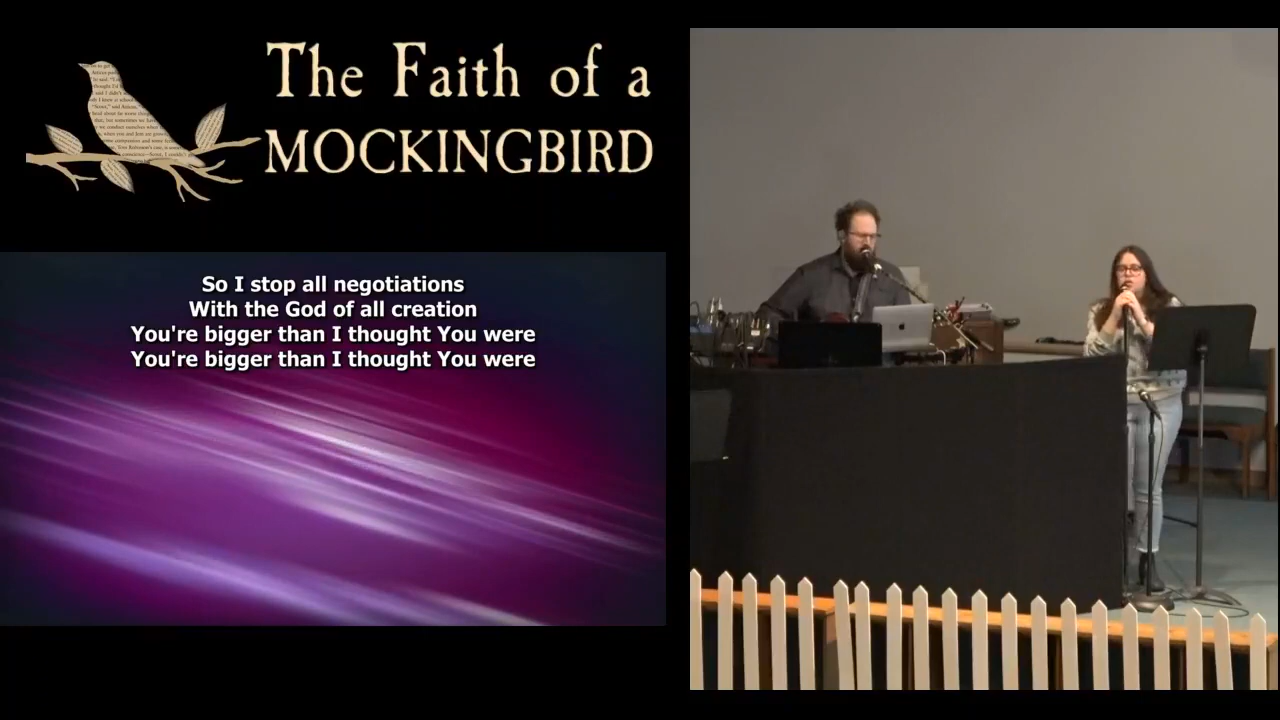 The Faith of a
MOCKINGBIRD
So I stop all negotiations
With the God of all creation
You're bigger than I thought You were
You're bigger than I thought You were